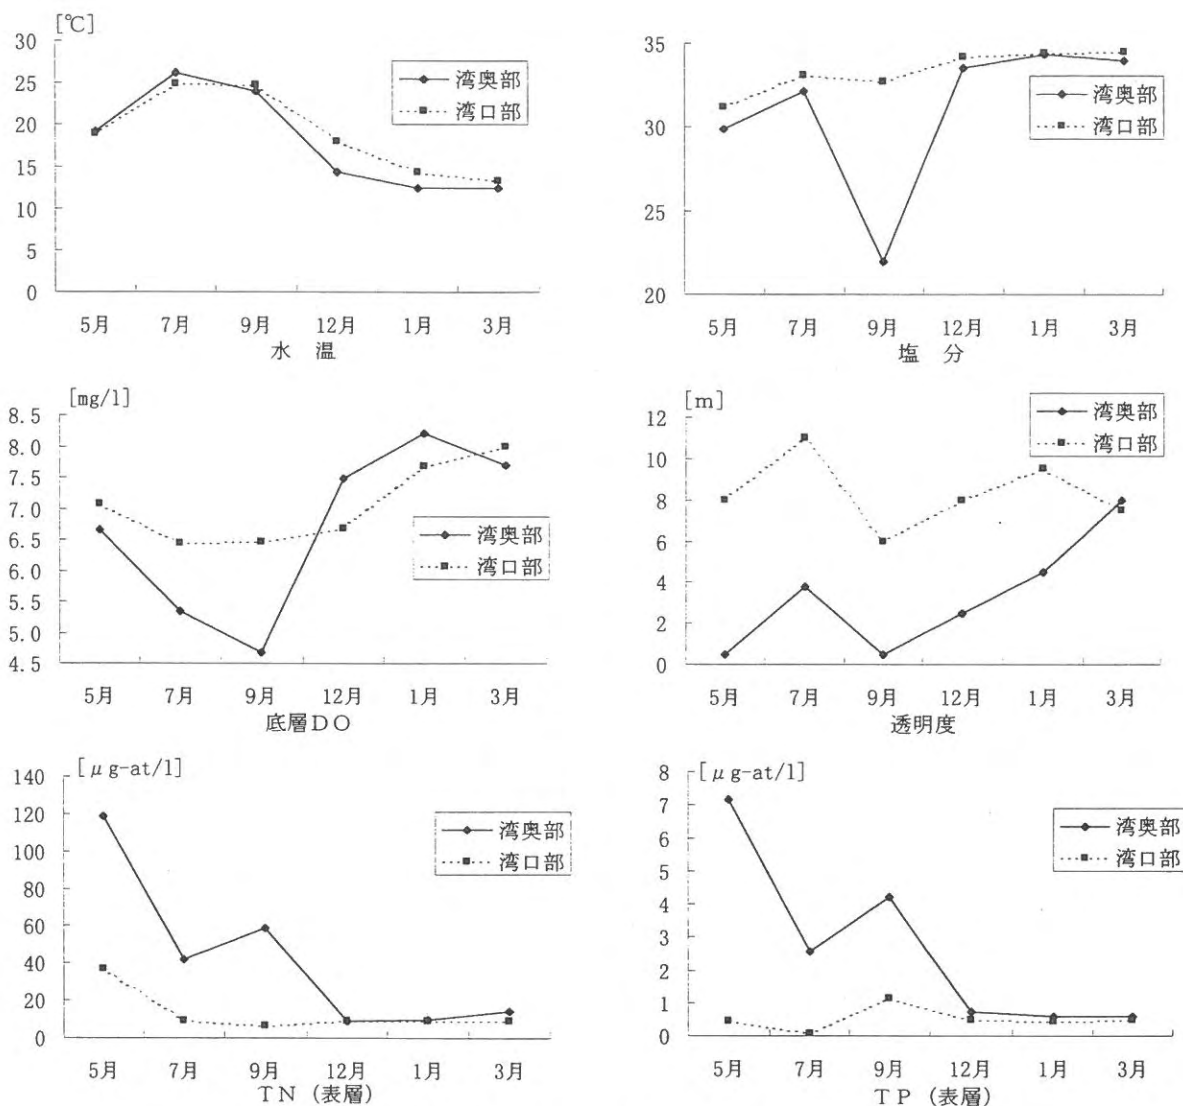 [℃]
30
25
20
15
10
5
0
湾奥部
湾口部
5月 7月 9月 12月 1月 3月
水 温
35
30
25
20
湾奥部
湾口部
5月 7月 9月 12月 1月 3月
塩 分
[mg/l]
8.5
8.0
7.5
7.0
6.5
6.0
5.5
5.0
4.5
湾奥部
湾口部
5月 7月 9月 12月 1月 3月
底層DO
[m]
12
10
8
6
4
2
0
湾奥部
湾口部
5月 7月 9月 12月 1月 3月
透明度
[μg-at/l]
140
120
100
80
60
40
20
0
湾奥部
湾口部
5月 7月 9月 12月 1月 3月
TN (表層)
[μg-at/l]
8
7
6
5
4
3
2
1
0
湾奥部
湾口部
5月 7月 9月 12月 1月 3月
TP (表層)